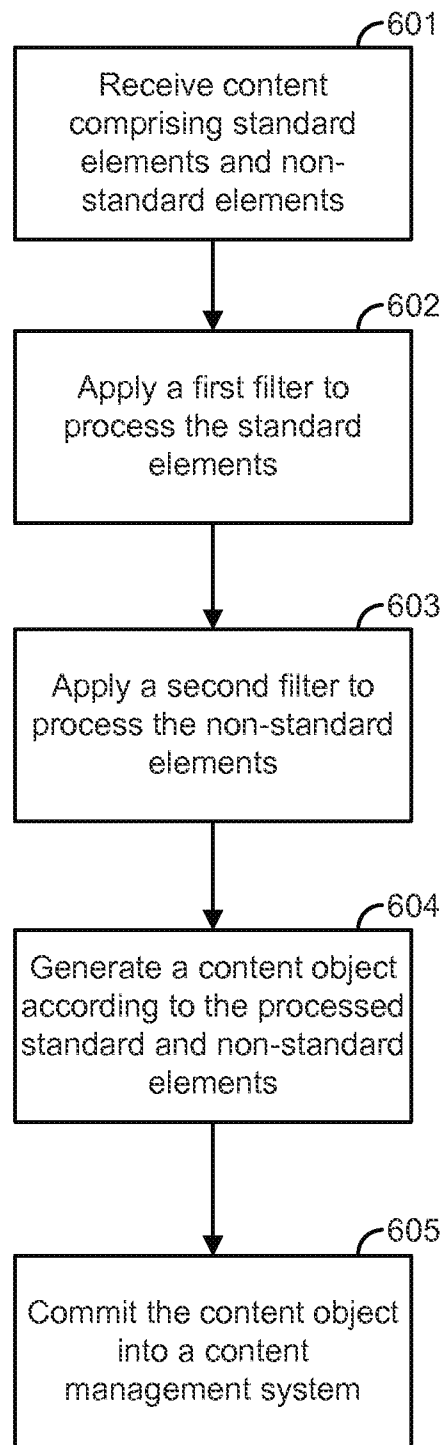 601
Receive content
comprising standard
elements and non-
standard elements
602
Apply a first filter to
process the standard
elements
603
Apply a second filter to
process the non-standard
elements
604
Generate a content object
according to the processed
standard and non-standard
elements
605
Commit the content object
into a content
management system